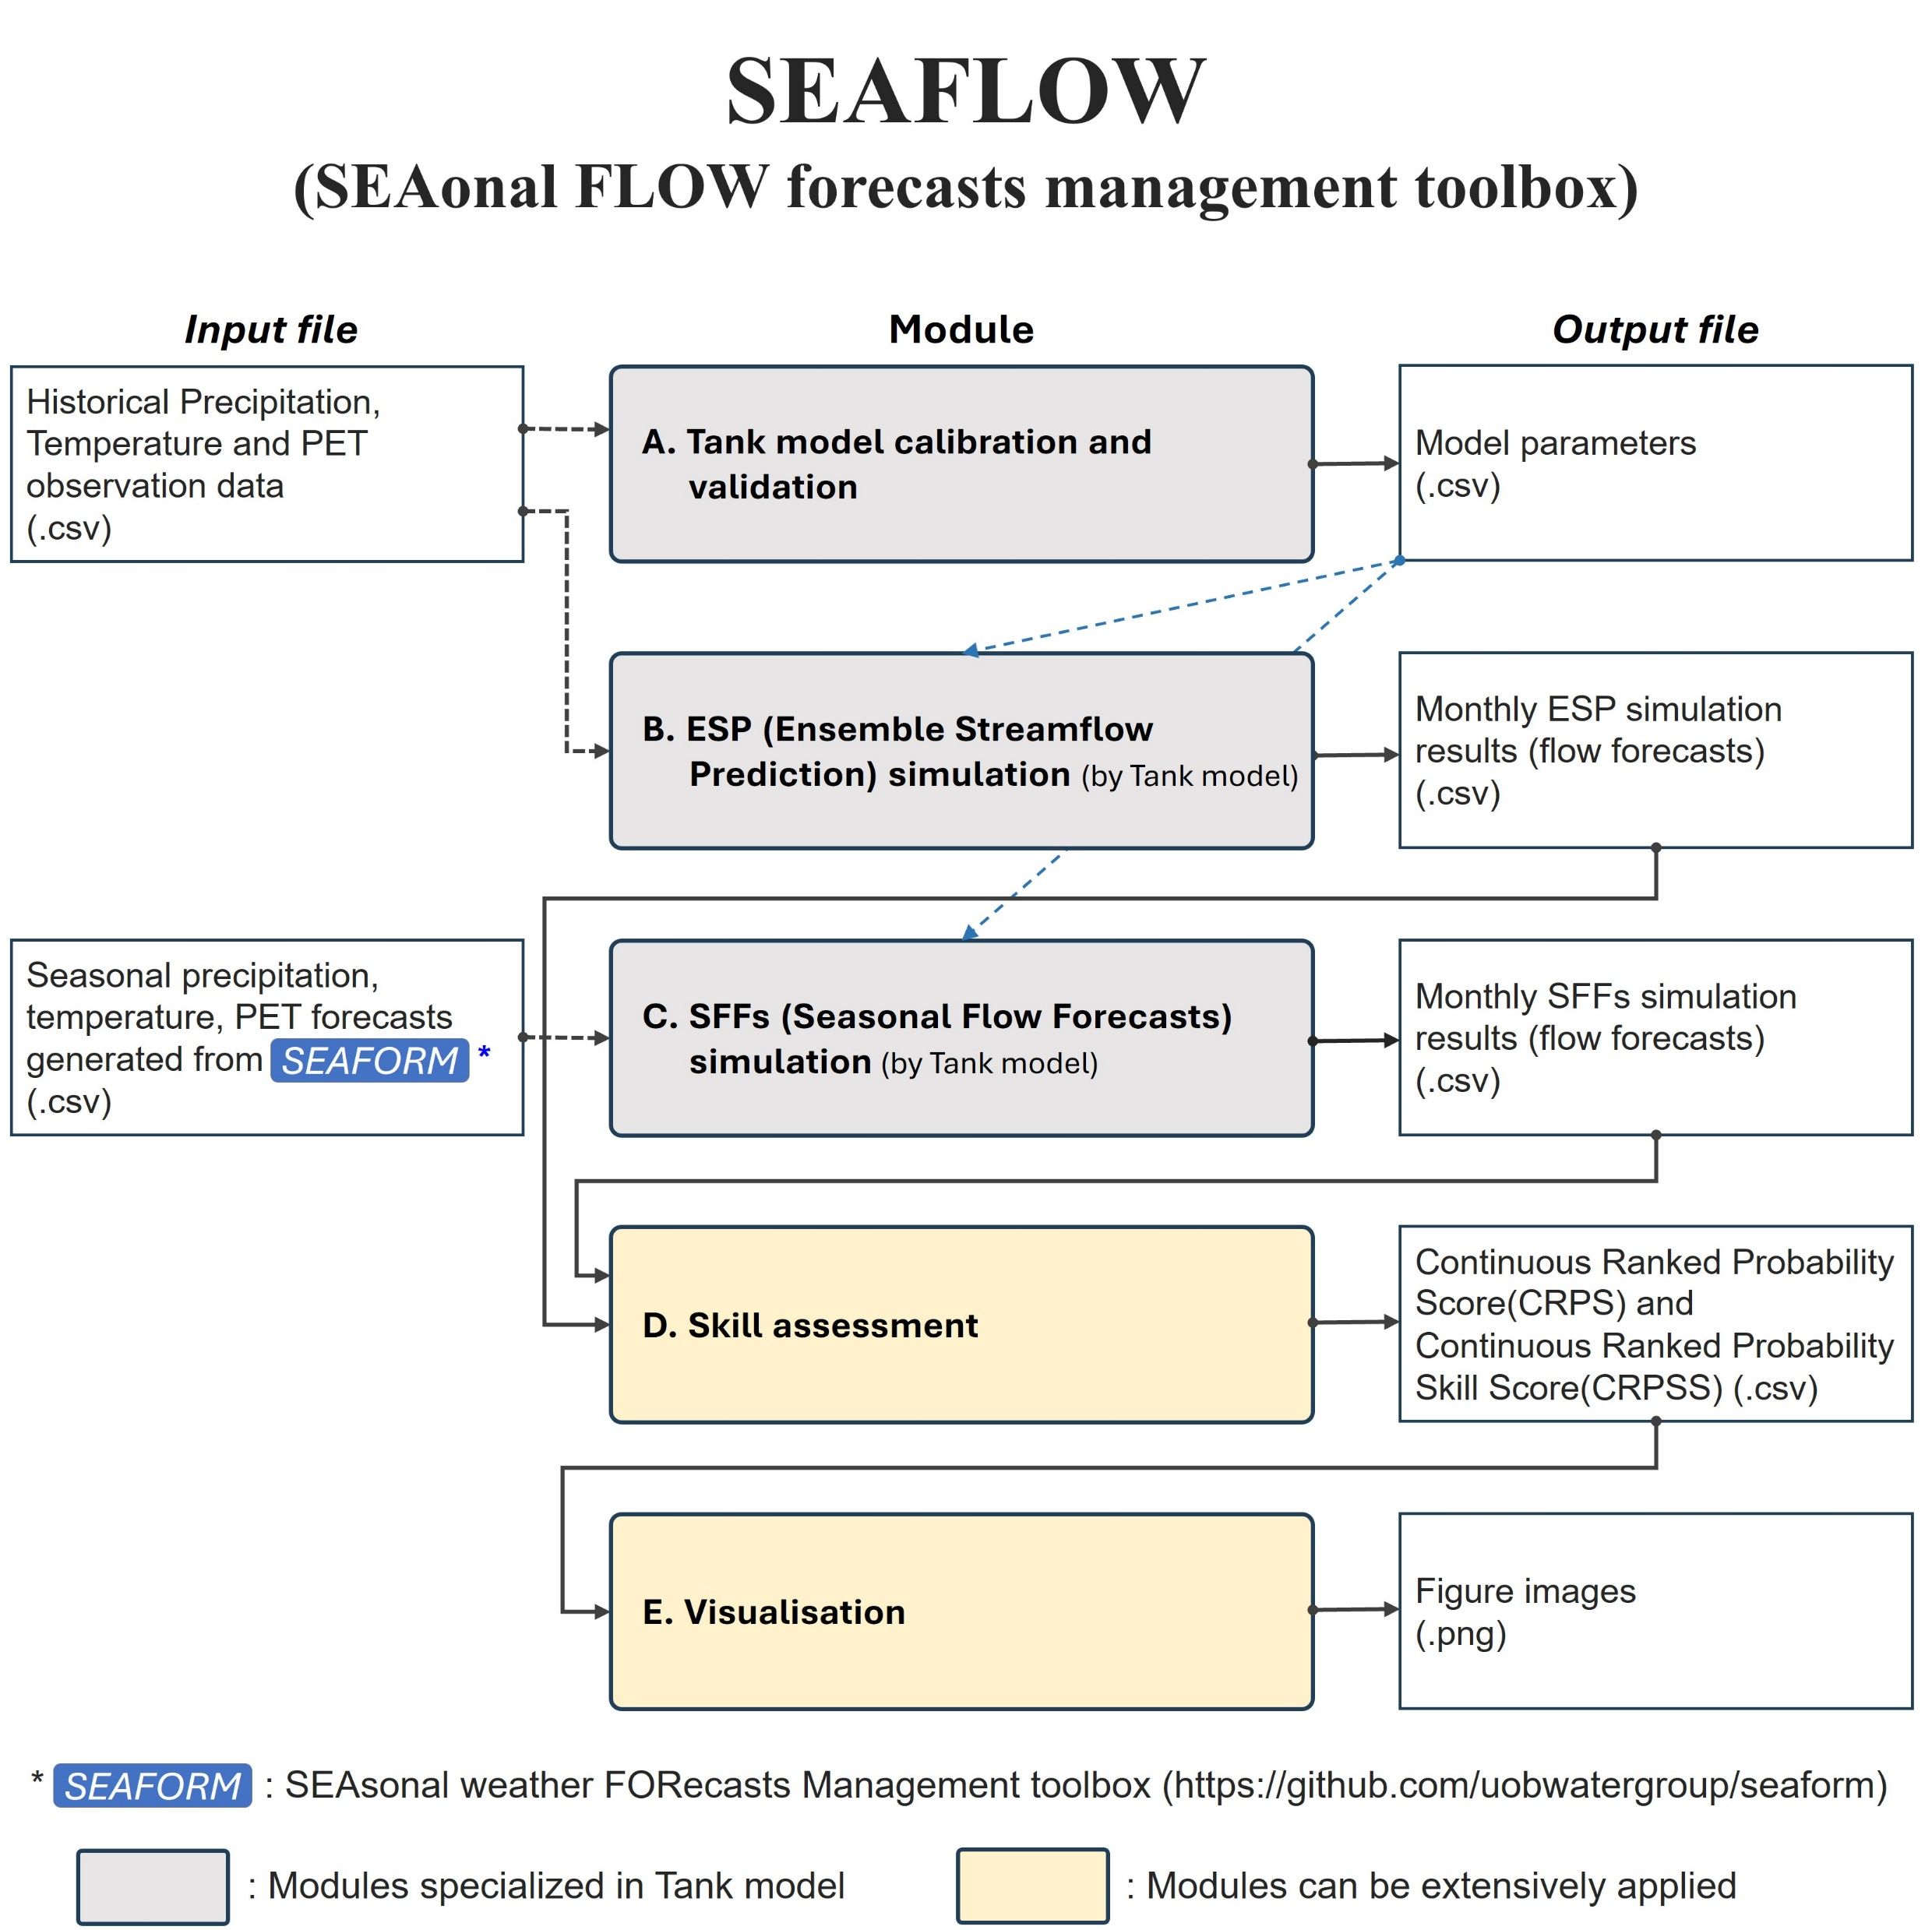 SEAFLOW
(SEAonal FLOW forecasts management toolbox)
Input file
Module
Output file
Historical Precipitation,
Temperature and PET
observation data
(.csv)
A. Tank model calibration and
validation
Model parameters
(.csv)
B. ESP (Ensemble Streamflow
Prediction) simulation (by Tank model)
Monthly ESP simulation
results (flow forecasts)
(.csv)
Seasonal precipitation,
temperature, PET forecasts
generated from SEAFORM *
(.csv)
C. SFFs (Seasonal Flow Forecasts)
simulation (by Tank model)
Monthly SFFs simulation
results (flow forecasts)
(.csv)
D. Skill assessment
Continuous Ranked Probability
Score(CRPS) and
Continuous Ranked Probability
Skill Score(CRPSS) (.csv)
E. Visualisation
Figure images
(.png)
* SEAFORM : SEAsonal weather FORecasts Management toolbox (https://github.com/uobwatergroup/seaform)
: Modules specialized in Tank model
: Modules can be extensively applied